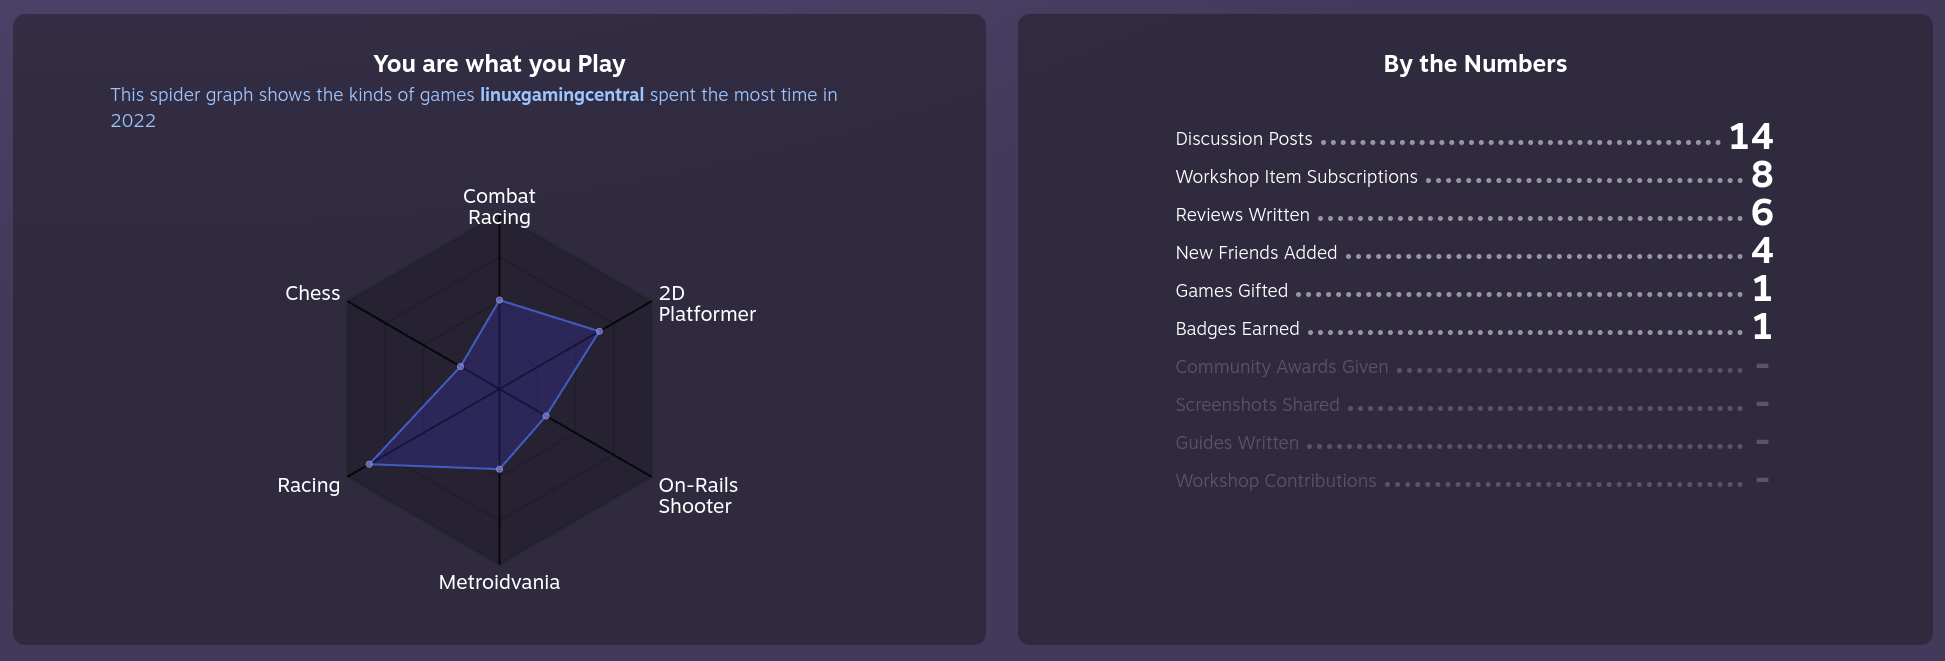 You are what you Play
This spider graph shows the kinds of games linuxgamingcentral spent the most time in
2022
Combat
Racing
Chess
2D
Platformer
Racing
On-Rails
Shooter
Metroidvania
By the Numbers
Discussion Posts 14
Workshop Item Subscriptions 8
Reviews Written 6
New Friends Added 4
Games Gifted 1
Badges Earned 1
Community Awards Given -
Screenshots Shared -
Guides Written -
Workshop Contributions -